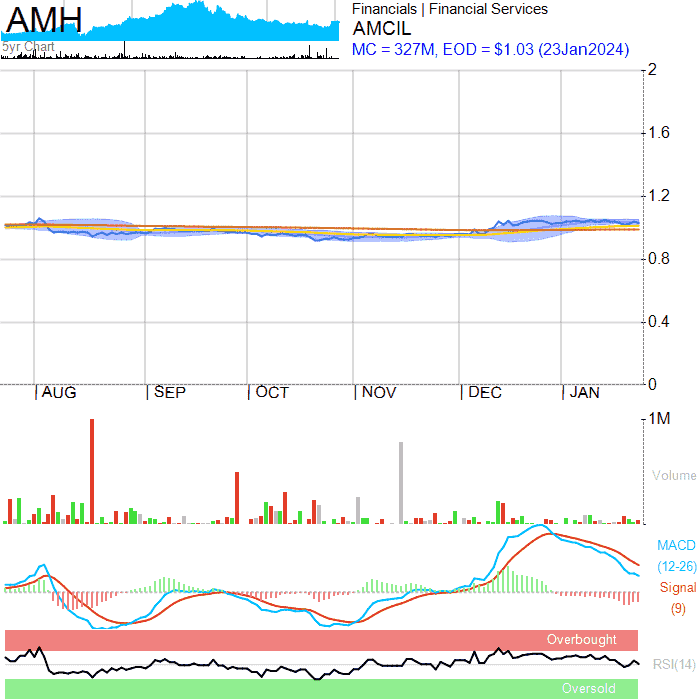 AMH
5yr Chart
Financials | Financial Services
AMCIL
MC = 327M, EOD = $1.03 (23Jan2024)
2
1.6
1.2
0.8
0.4
0
| AUG | SEP | OCT | NOV | DEC | JAN
1M
Volume
MACD
(12-26)
Signal
(9)
Overbought
RSI(14)
Oversold